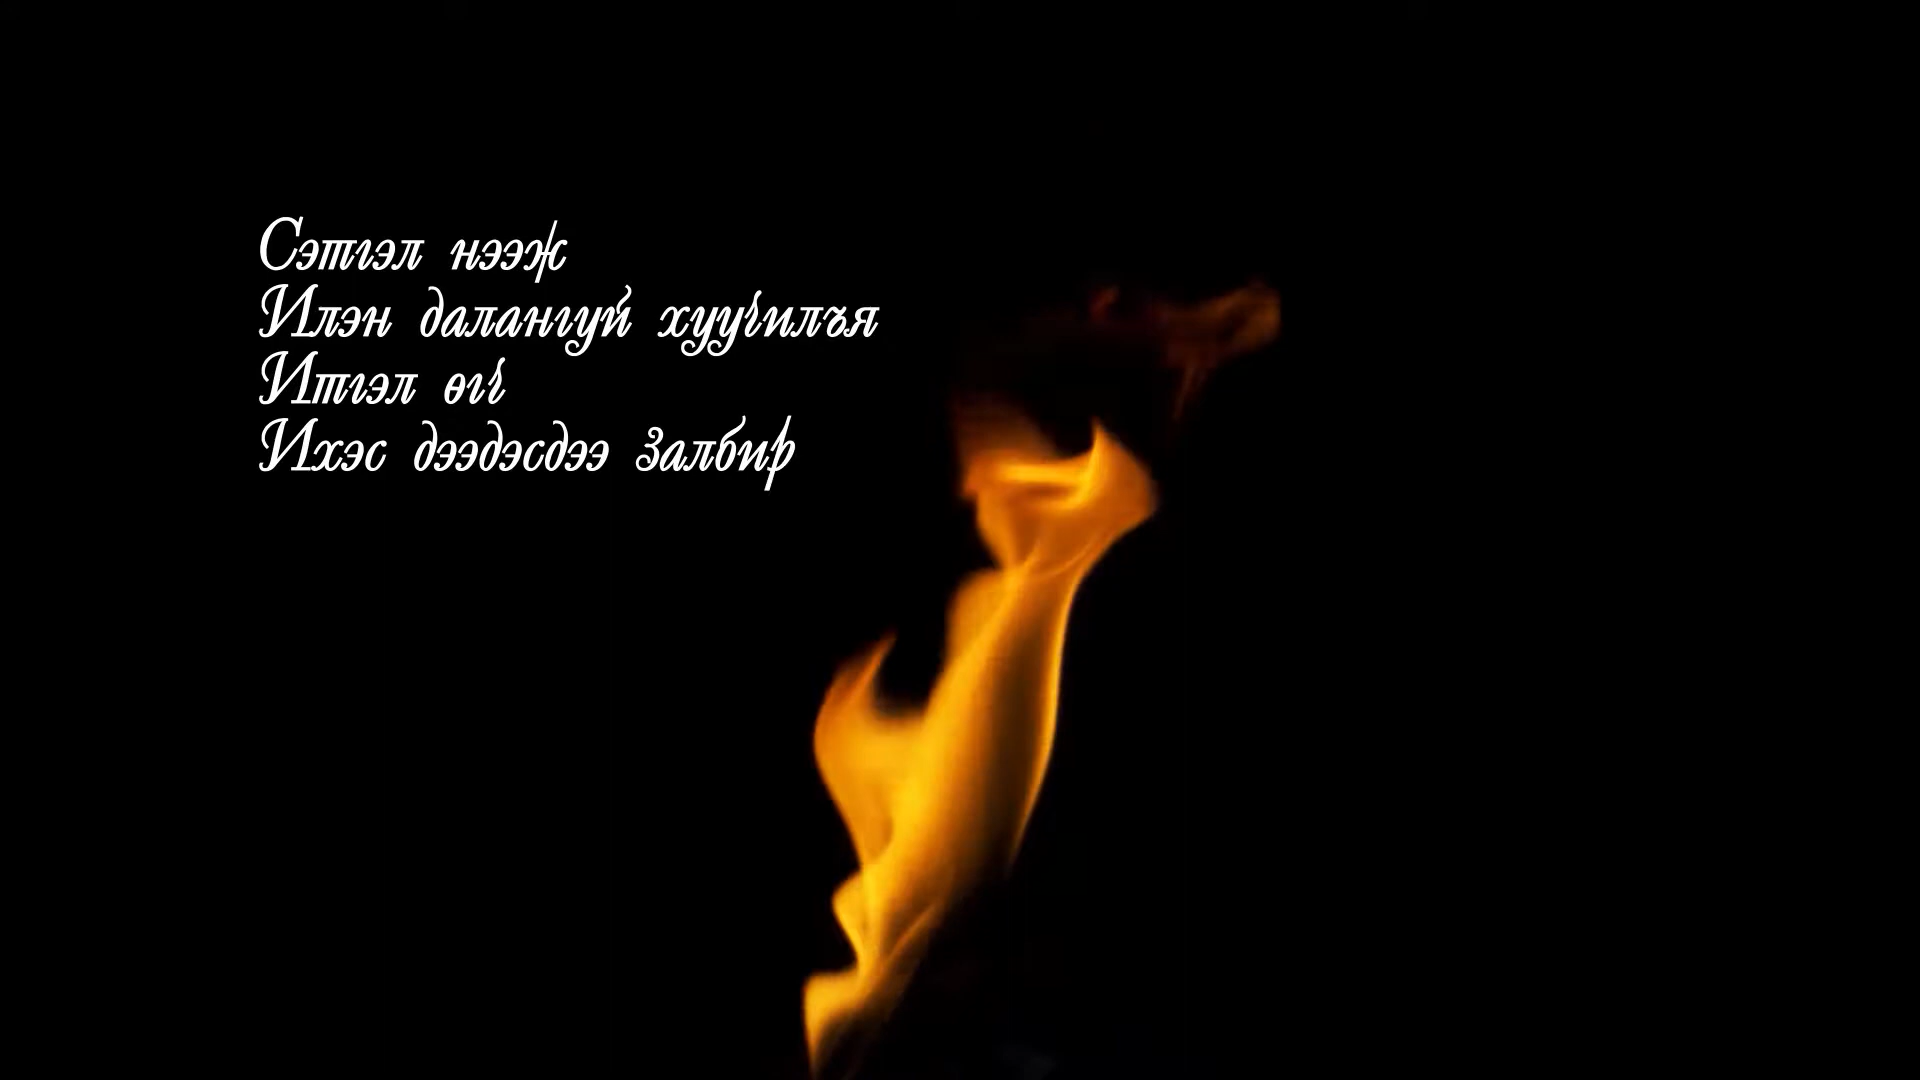 Сэтгэл нээж
Илэн далангуй хуучилъя
Итгэл өгч
Ихэс дээдэсдээ залбир